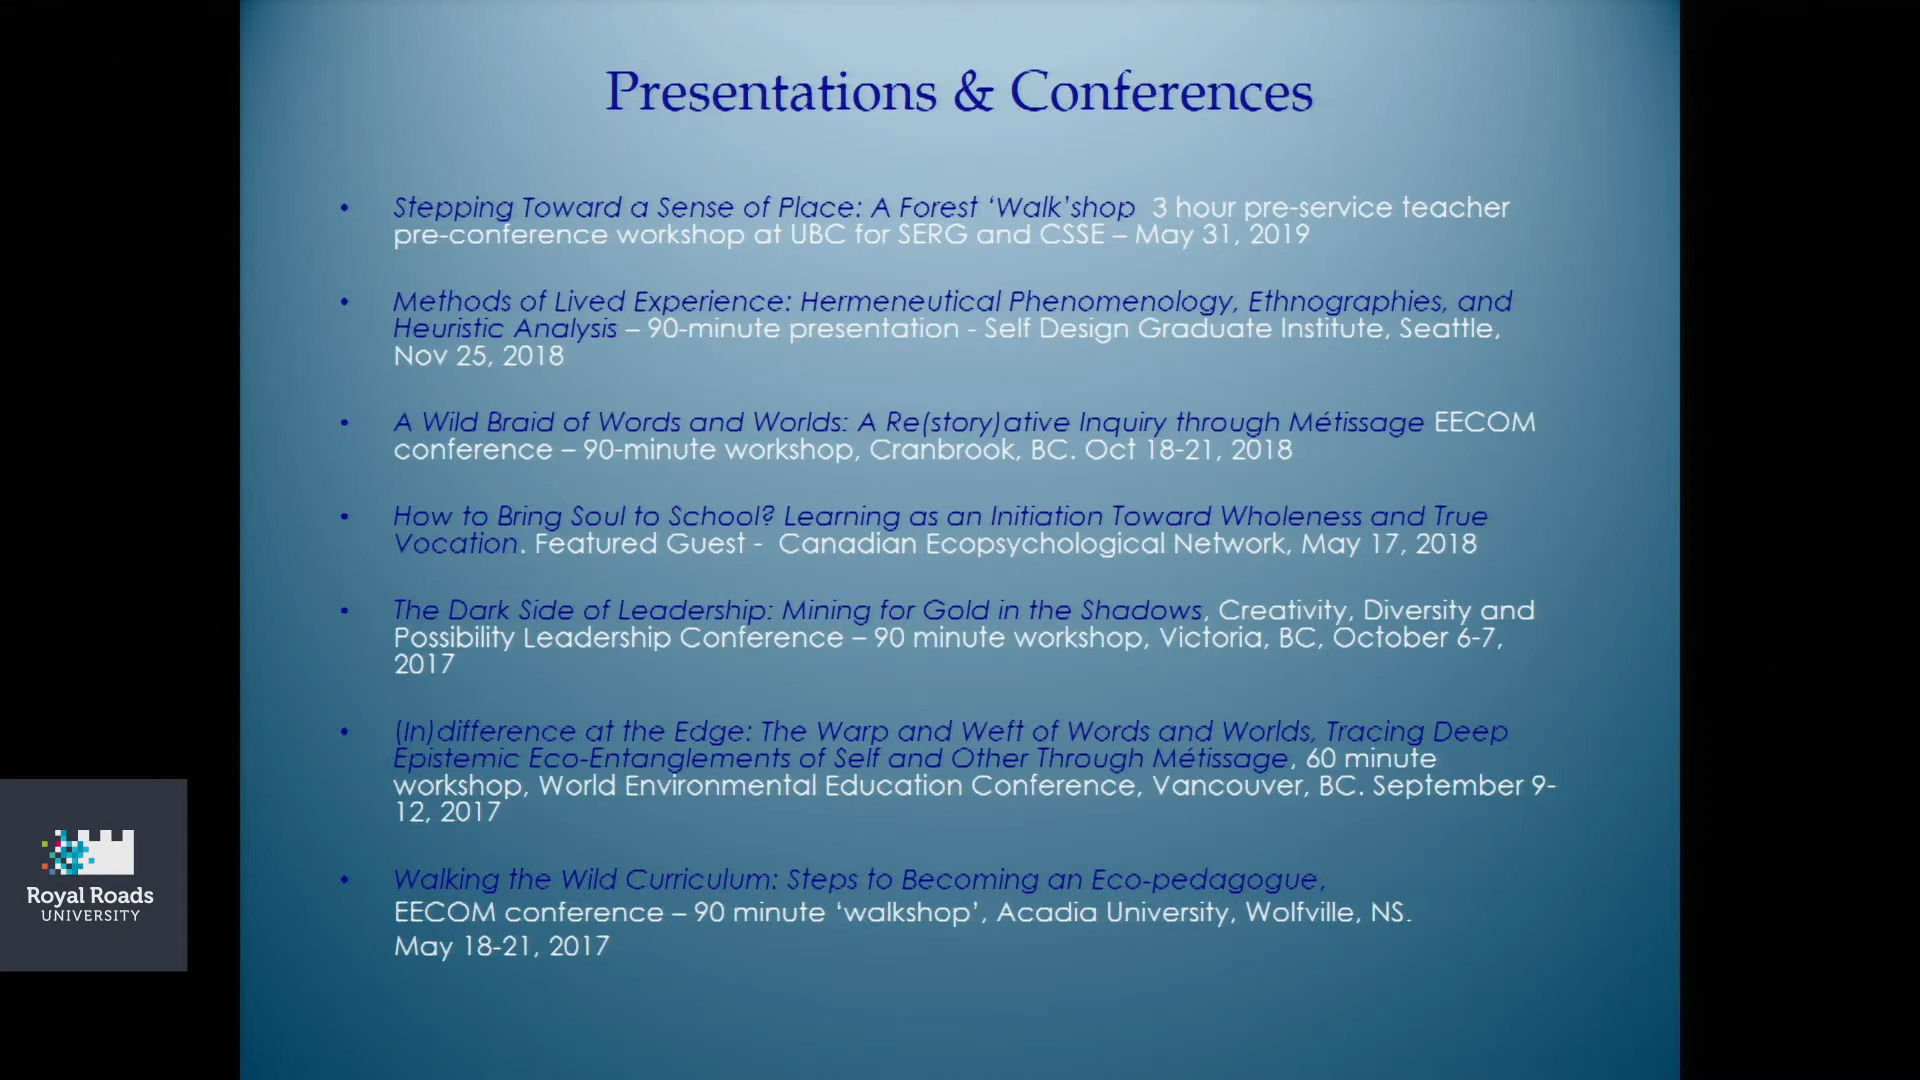 Presentations & Conferences
• Stepping Toward a Sense of Place: A Forest ‘Walk’shop 3 hour pre-service teacher
pre-conference workshop at UBC for SERG and CSSE – May 31, 2019
• Methods of Lived Experience: Hermeneutical Phenomenology, Ethnographies, and
Heuristic Analysis – 90-minute presentation - Self Design Graduate Institute, Seattle,
Nov 25, 2018
• A Wild Braid of Words and Worlds: A Re(story)ative Inquiry through Métissage EECOM
conference – 90-minute workshop, Cranbrook, BC. Oct 18-21, 2018
• How to Bring Soul to School? Learning as an Initiation Toward Wholeness and True
Vocation. Featured Guest - Canadian Ecopsychological Network, May 17, 2018
• The Dark Side of Leadership: Mining for Gold in the Shadows, Creativity, Diversity and
Possibility Leadership Conference – 90 minute workshop, Victoria, BC, October 6-7,
2017
• (In)difference at the Edge: The Warp and Weft of Words and Worlds, Tracing Deep
Epistemic Eco-Entanglements of Self and Other Through Métissage, 60 minute
workshop, World Environmental Education Conference, Vancouver, BC. September 9-
12, 2017
• Walking the Wild Curriculum: Steps to Becoming an Eco-pedagogue,
EECOM conference – 90 minute ‘walkshop’, Acadia University, Wolfville, NS.
May 18-21, 2017
Royal Roads
UNIVERSITY